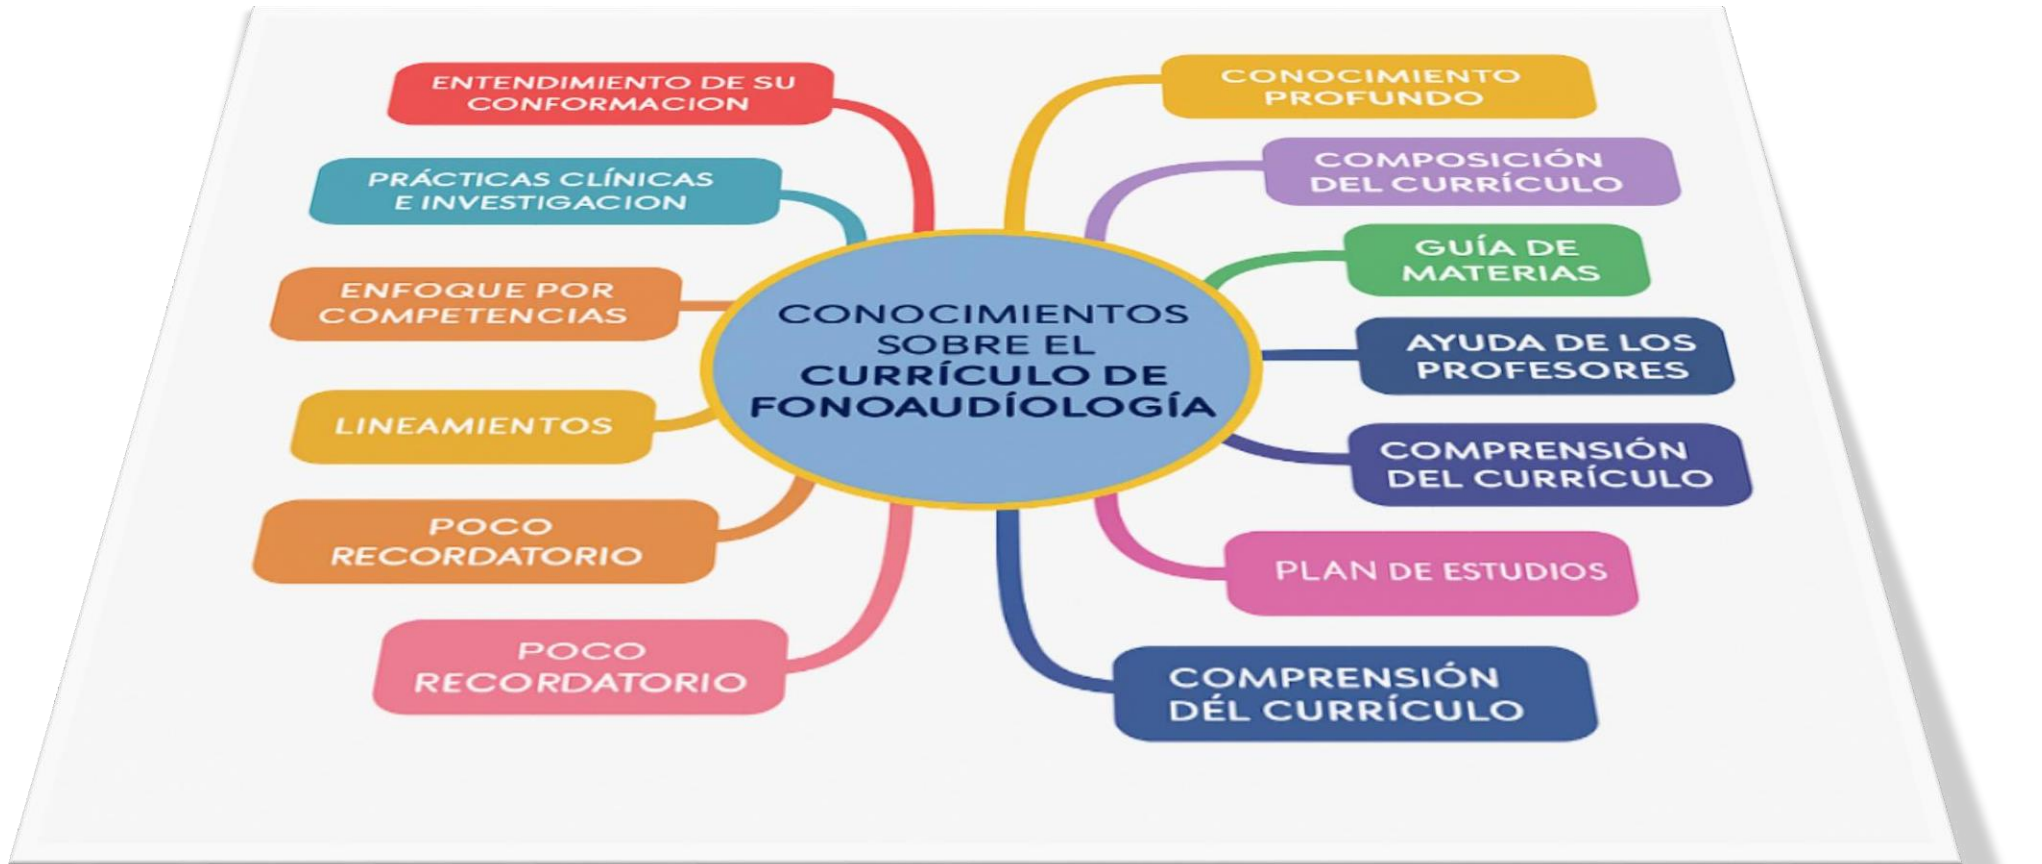 ENTENDIMIENTO DE SU
CONFORMACION
PRÁCTICAS CLÍNICAS
E INVESTIGACION
ENFOQUE POR
COMPETENCIAS
LINEAMIENTOS
POCO
RECORDATORIO
POCO
RECORDATORIO
CONOCIMIENTOS
SOBRE EL
CURRÍCULO DE
FONOAUDÍOLOGÍA
CONOCIMIENTO
PROFUNDO
COMPOSICIÓN
DEL CURRÍCULO
GUÍA DE
MATERIAS
AYUDA DE LOS
PROFESORES
COMPRENSIÓN
DEL CURRÍCULO
PLAN DE ESTUDIOS
COMPRENSIÓN
DÉL CURRÍCULO